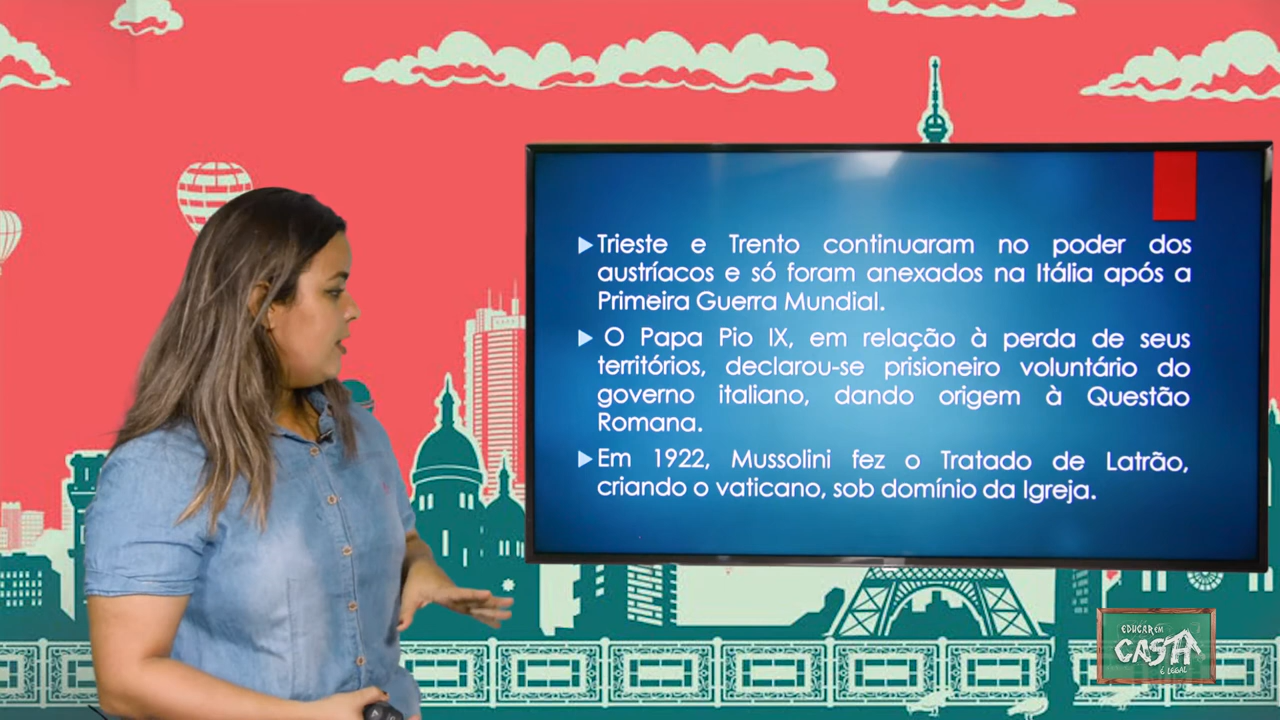 Trieste e Trento continuaram no poder dos
austríacos e só foram anexados na Itália após a
Primeira Guerra Mundial.
O Papa Pio IX, em relação à perda de seus
territórios, declarou-se prisioneiro voluntário do
governo italiano, dando origem à Questão
Romana.
Em 1922, Mussolini fez o Tratado de Latrão,
criando o vaticano, sob domínio da Igreja.
EDUCAR EM
CASA
É LEGAL